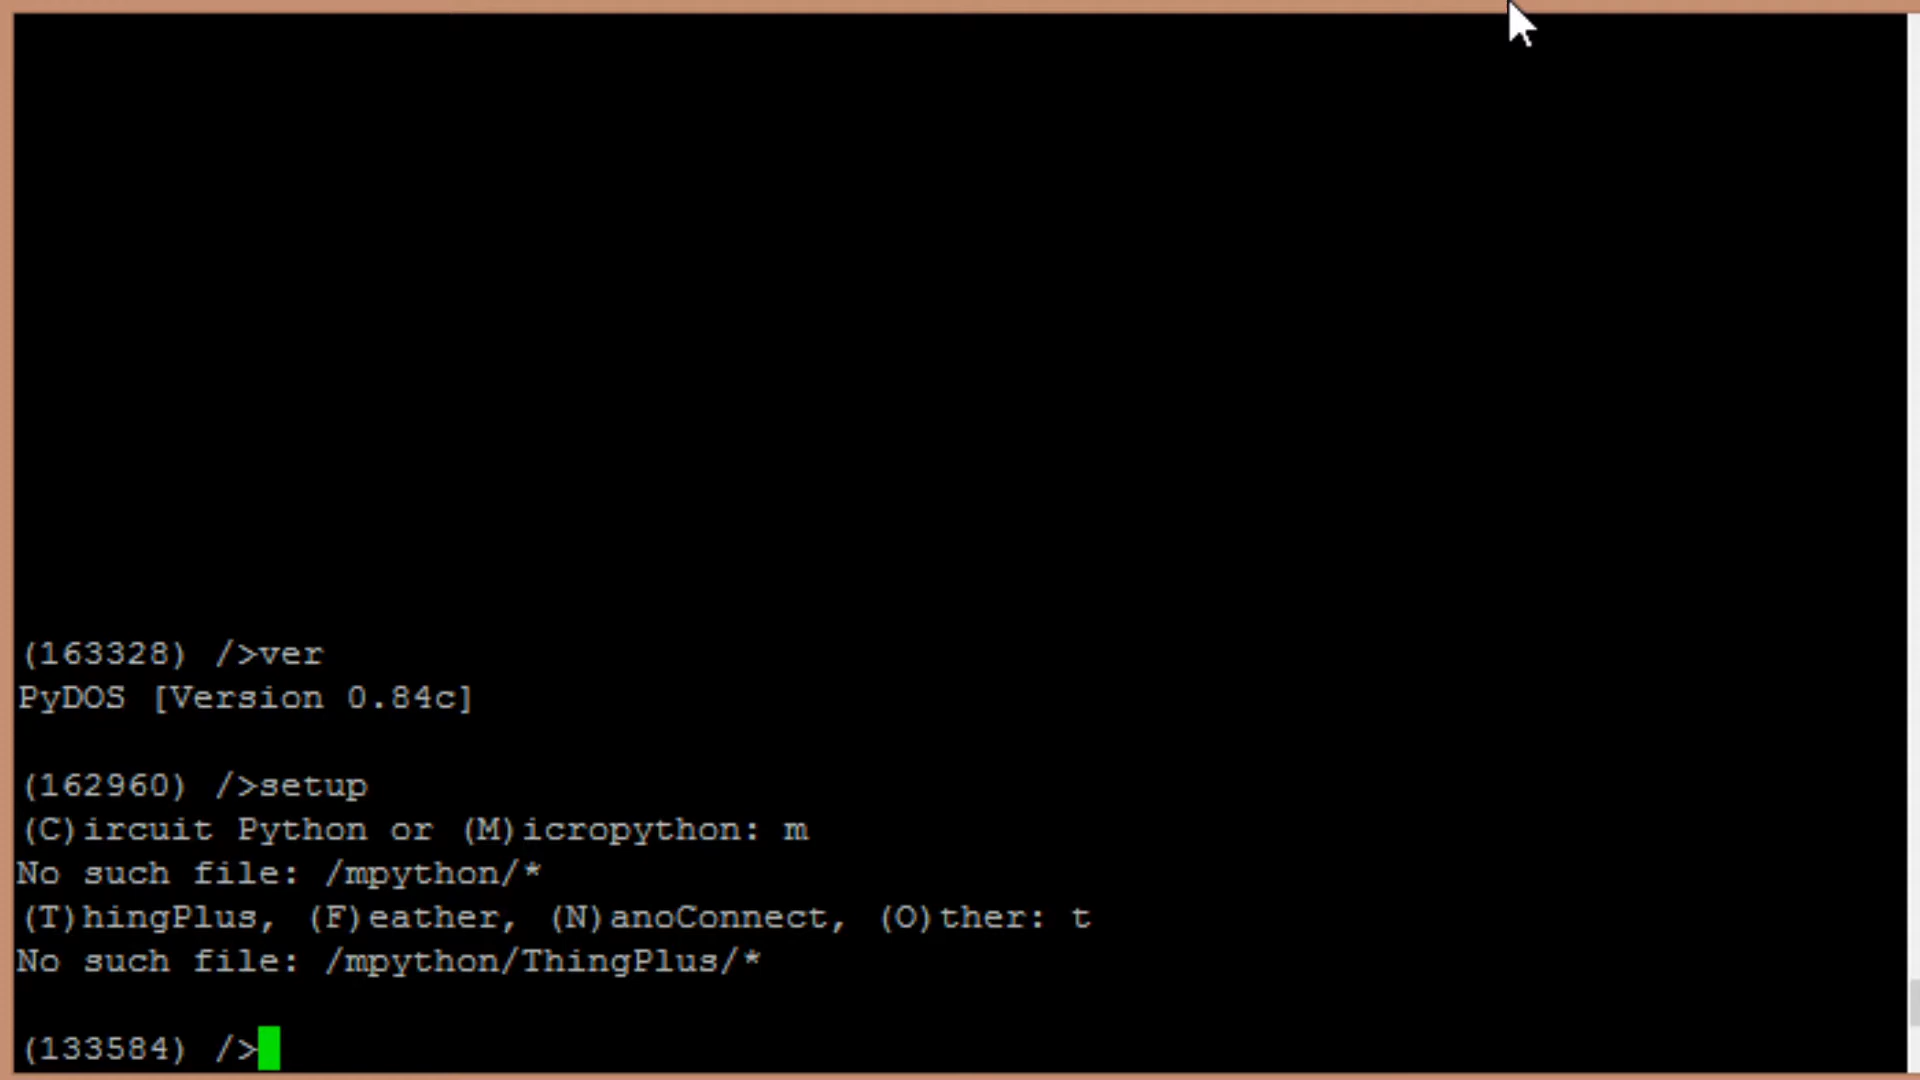 (163328) />ver
PyDOS [Version 0.84c]
(162960) />setup
(C)ircuit Python or (M)icropython: m
No such file: /mpython/*
(T)hingPlus, (F)eather, (N)anoConnect, (O)ther: t
No such file: /mpython/ThingPlus/*
(133584) />